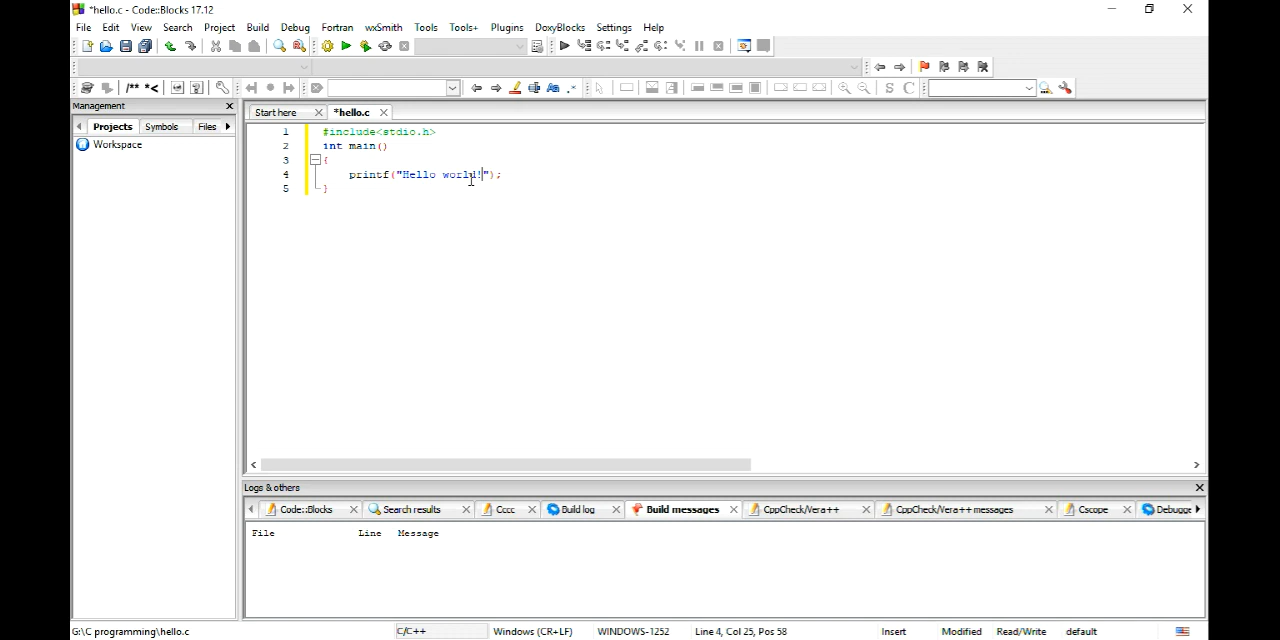 *hello.c - Code::Blocks 17.12
File Edit View Search Project Build Debug Fortran wxSmith Tools Tools+ Plugins DoxyBlocks Settings Help
/** *<
S C
Management
Projects Symbols Files
Workspace
Start here *hello.c
1 #include<stdio.h>
2 int main()
3 {
4 printf("Hello world!");
5 }
Logs & others
Code::Blocks Search results Cccc Build log Build messages CppCheck/Vera++ CppCheck/Vera++ messages Cscope Debugge
File Line Message
G:\C programming\hello.c C/C++ Windows (CR+LF) WINDOWS-1252 Line 4, Col 25, Pos 58 Insert Modified Read/Write default